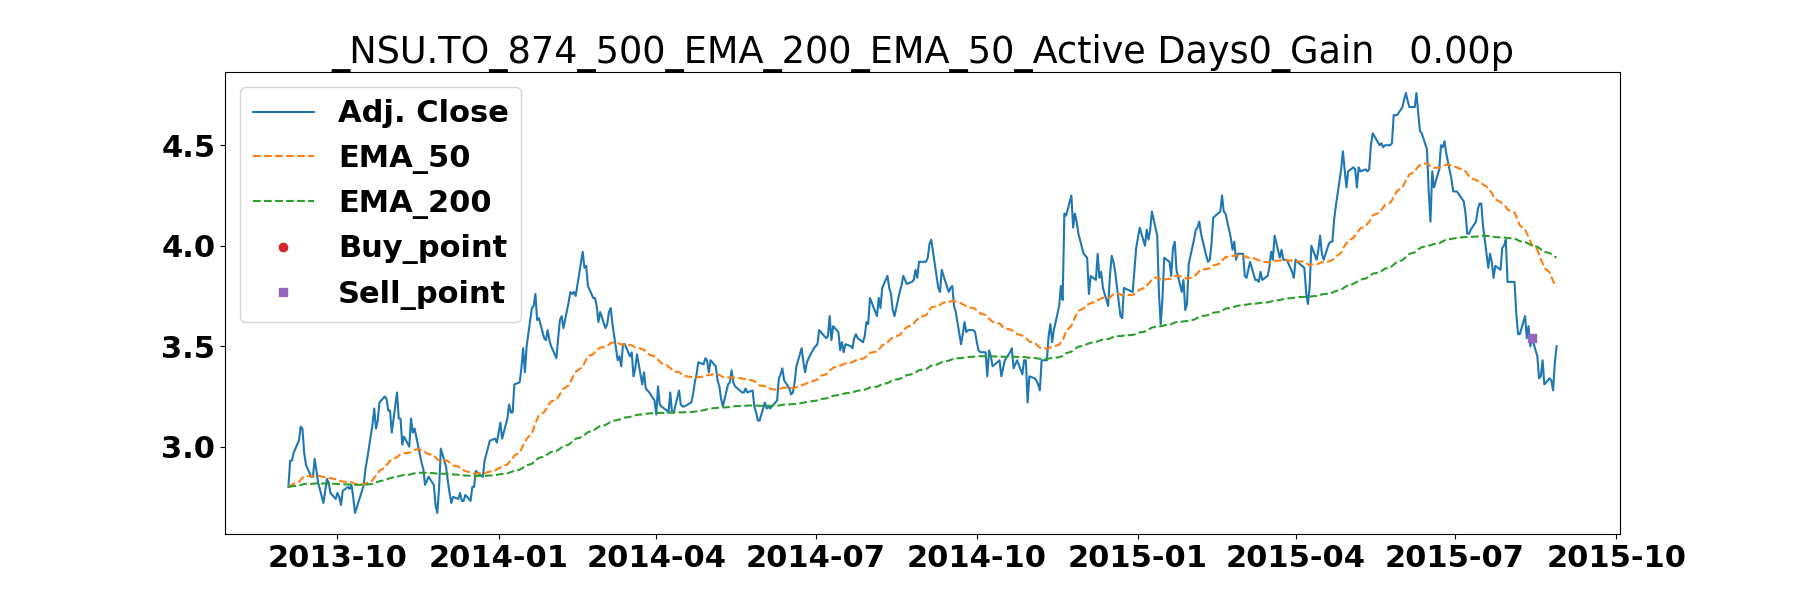 _NSU.TO_874_500_EMA_200_EMA_50_Active Days0_Gain   0.00p
Adj. Close
EMA_50
EMA_200
Buy_point
Sell_point
4.5
4.0
3.5
3.0
2013-10 2014-01 2014-04 2014-07 2014-10 2015-01 2015-04 2015-07 2015-10